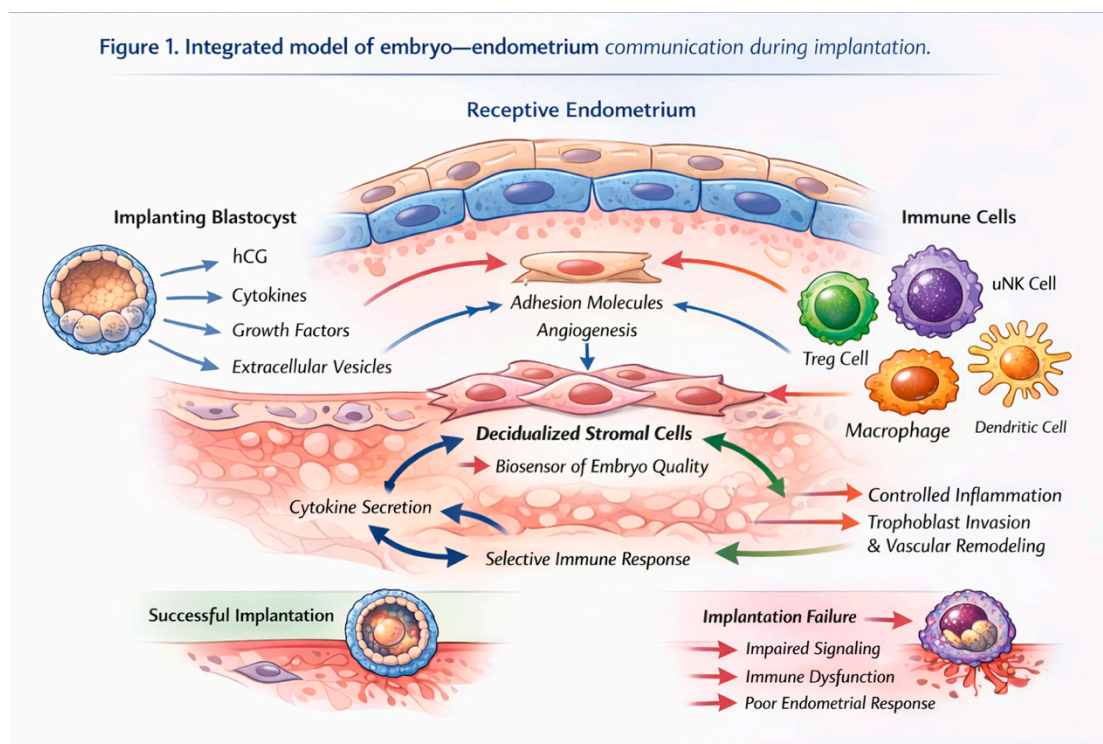 Figure 1. Integrated model of embryo—endometrium communication during implantation.
Receptive Endometrium
Implanting Blastocyst
hCG
Cytokines
Growth Factors
Extracellular Vesicles
Adhesion Molecules
Angiogenesis
Immune Cells
uNK Cell
Treg Cell
Macrophage
Dendritic Cell
Decidualized Stromal Cells
Biosensor of Embryo Quality
Cytokine Secretion
Selective Immune Response
Controlled Inflammation
Trophoblast Invasion
& Vascular Remodeling
Successful Implantation
Implantation Failure
Impaired Signaling
Immune Dysfunction
Poor Endometrial Response